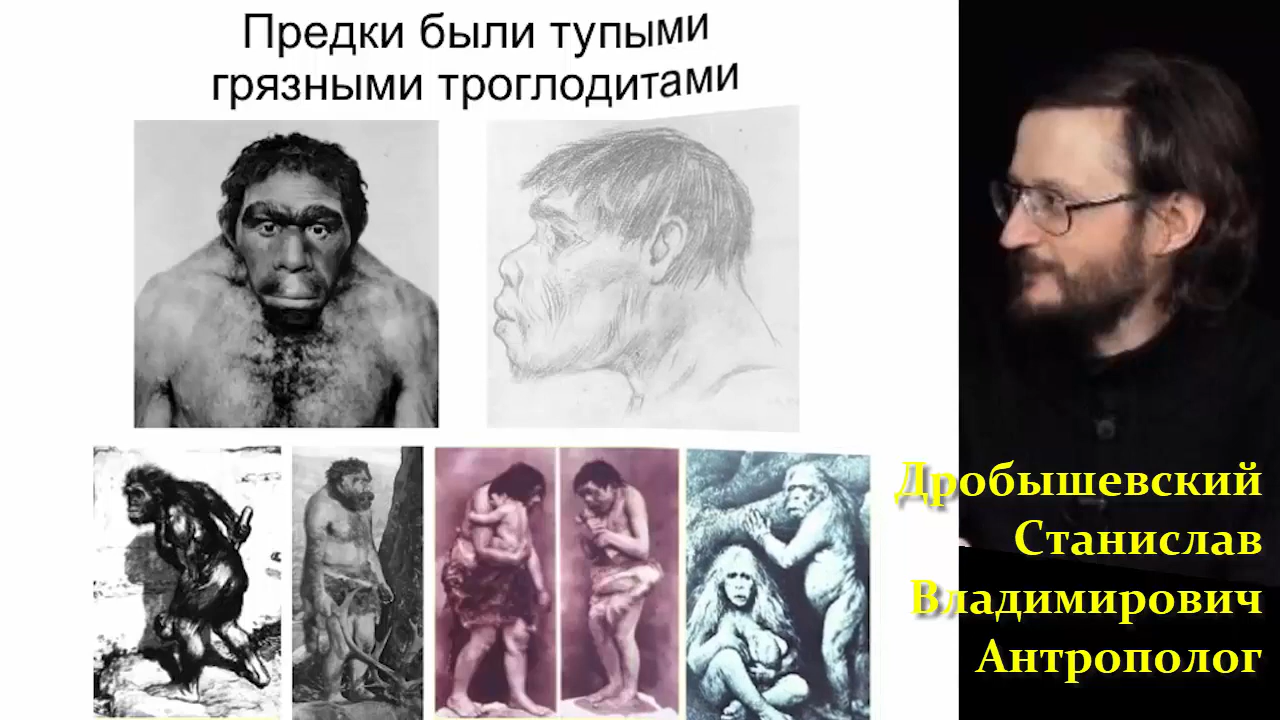 Предки были тупыми
грязными троглодитами
Дробышевский
Станислав
Владимирович
Антрополог